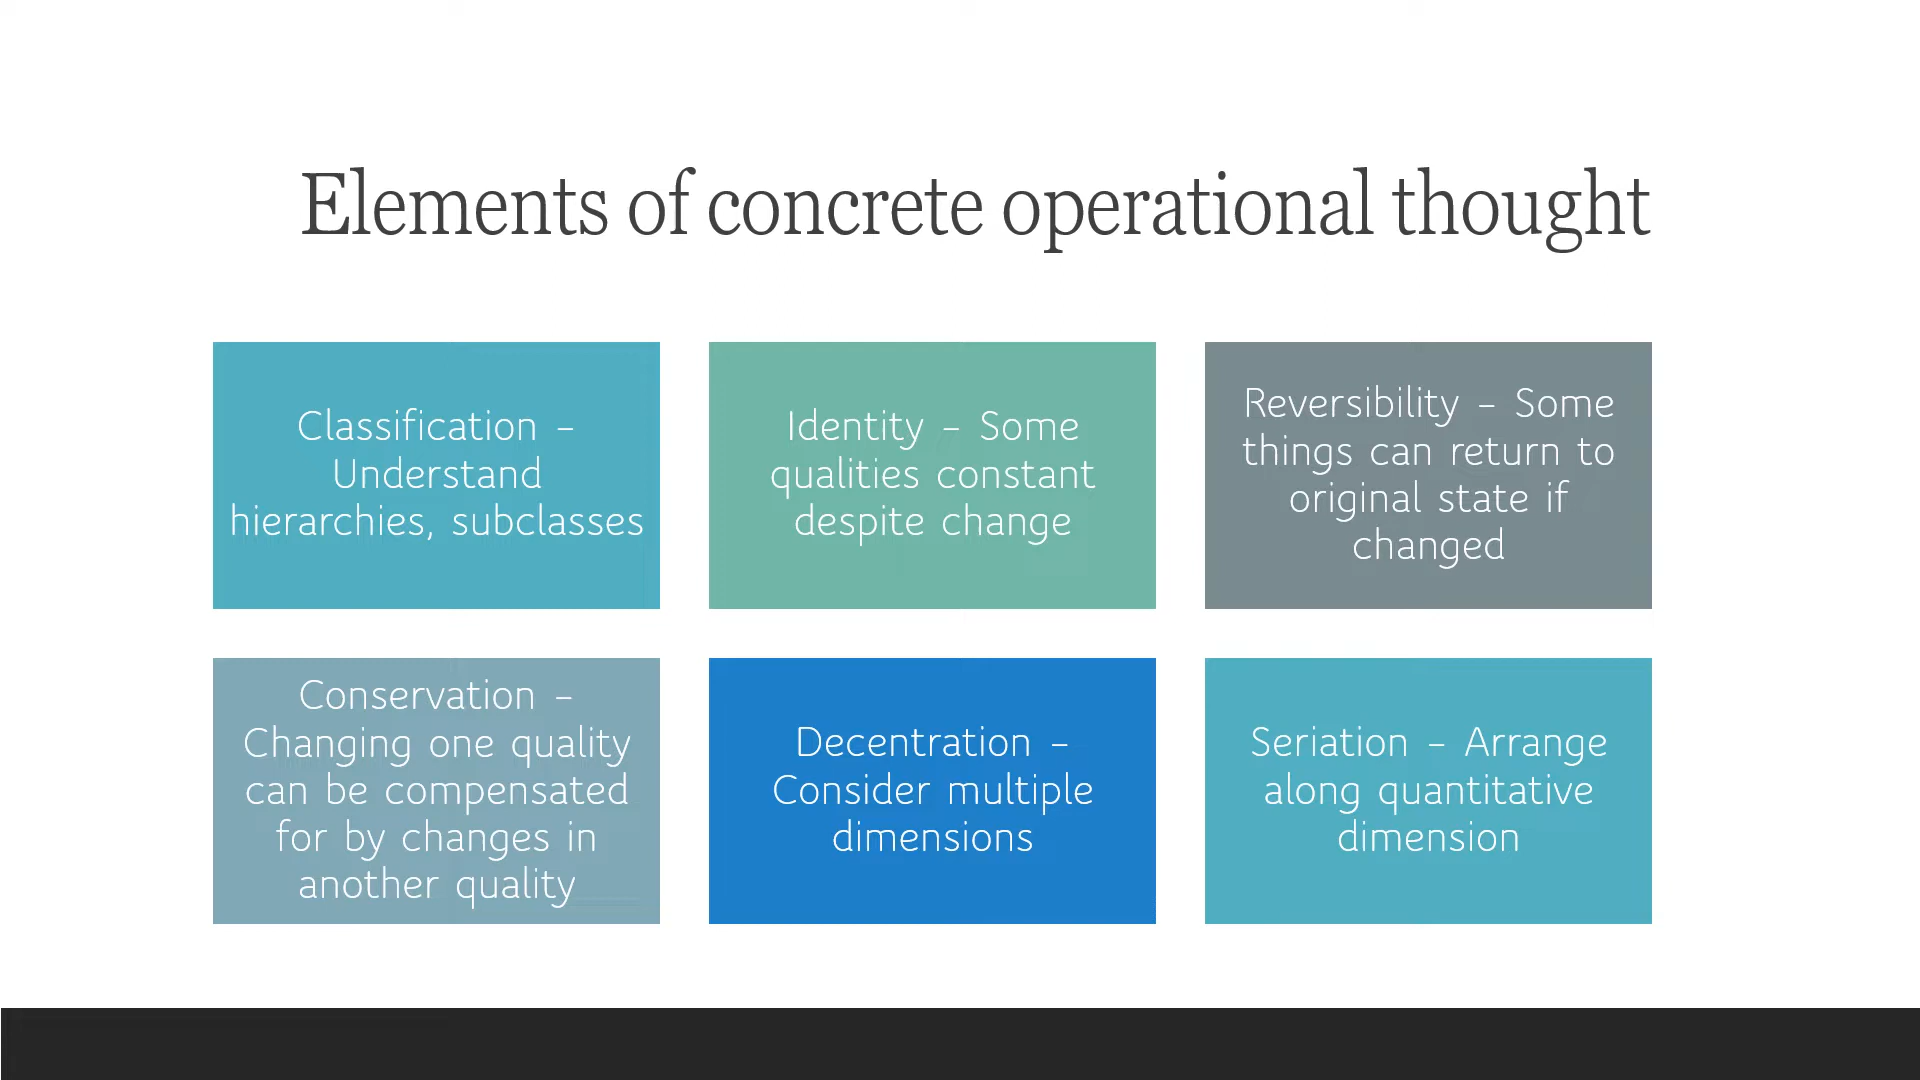 Elements of concrete operational thought
Classification –
Understand
hierarchies, subclasses
Identity – Some
qualities constant
despite change
Reversibility – Some
things can return to
original state if
changed
Conservation –
Changing one quality
can be compensated
for by changes in
another quality
Decentration –
Consider multiple
dimensions
Seriation – Arrange
along quantitative
dimension